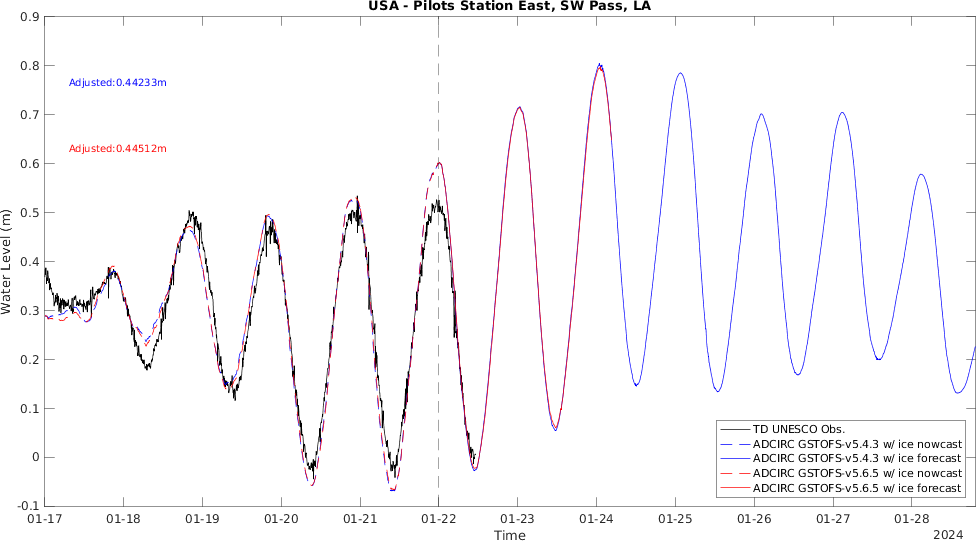 USA - Pilots Station East, SW Pass, LA
0.9
0.8
Adjusted:0.44233m
0.7
Adjusted:0.44512m
0.6
0.5
0.4
0.3
0.2
0.1
0
-0.1
Water Level (m)
TD UNESCO Obs.
ADCIRC GSTOFS-v5.4.3 w/ ice nowcast
ADCIRC GSTOFS-v5.4.3 w/ ice forecast
ADCIRC GSTOFS-v5.6.5 w/ ice nowcast
ADCIRC GSTOFS-v5.6.5 w/ ice forecast
01-17 01-18 01-19 01-20 01-21 01-22 01-23 01-24 01-25 01-26 01-27 01-28
Time
2024